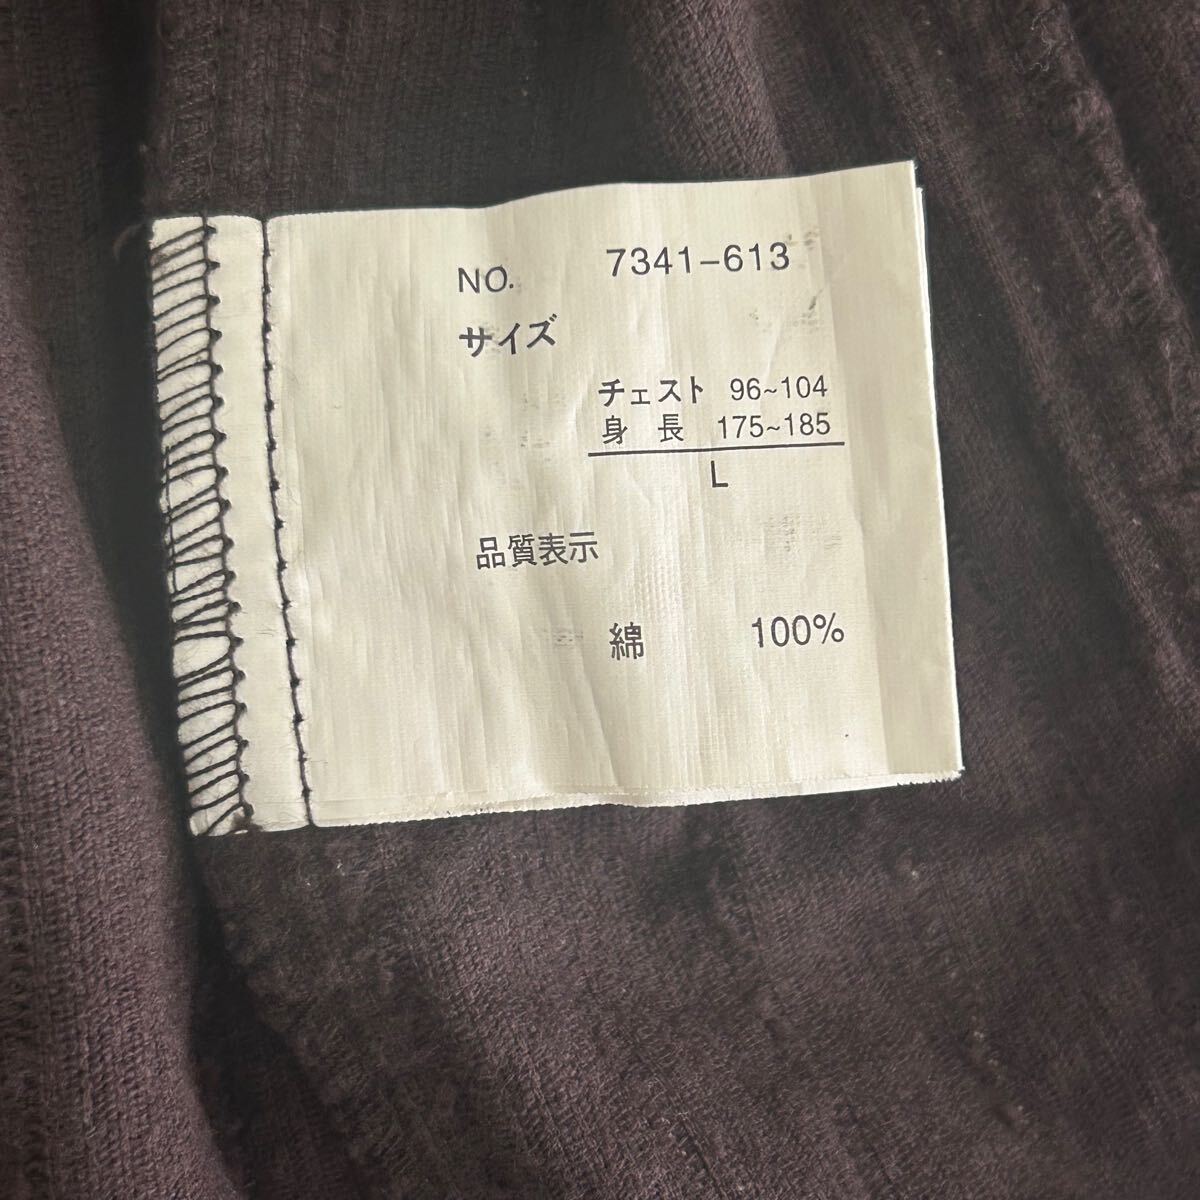 NO. 7341-613
サイズ
チェスト 96~104
身 長 175~185
L
品質表示
綿 100%